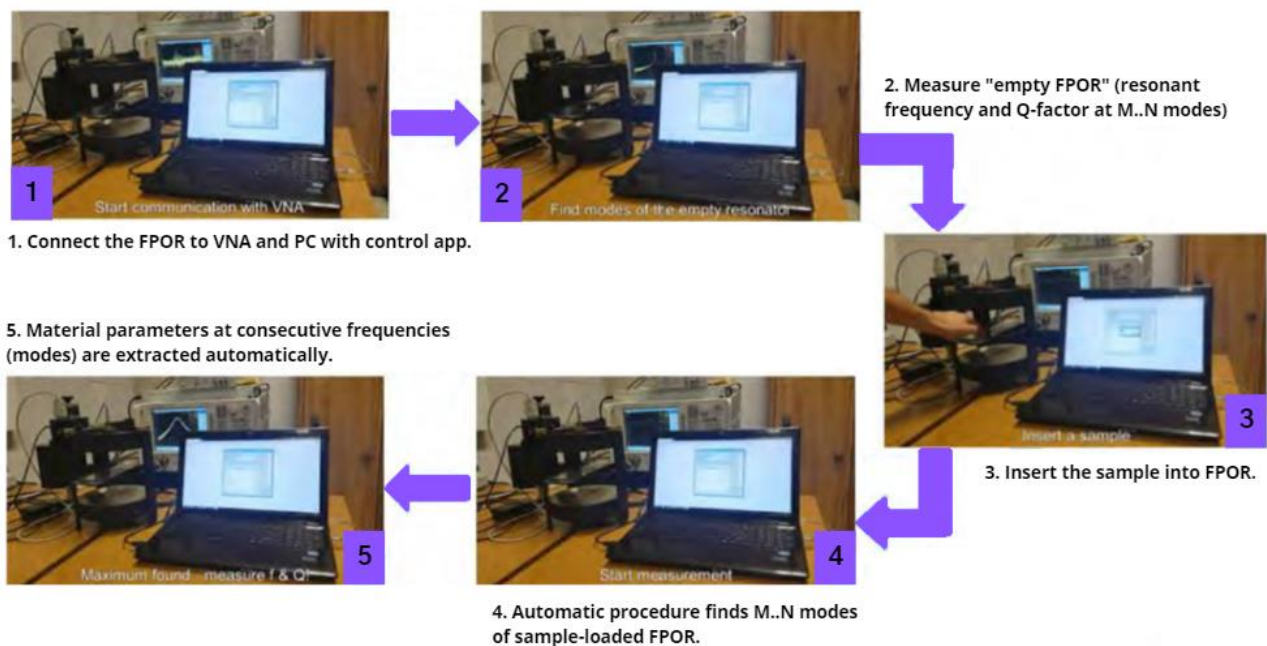 1
Start communication with VNA
1. Connect the FPOR to VNA and PC with control app.
2
Find modes of the empty resonator
2. Measure "empty FPOR" (resonant
frequency and Q-factor at M..N modes)
3
Insert a sample
3. Insert the sample into FPOR.
4
Start measurement
4. Automatic procedure finds M..N modes
of sample-loaded FPOR.
5. Material parameters at consecutive frequencies
(modes) are extracted automatically.
5
Maximum found measure f & Q!